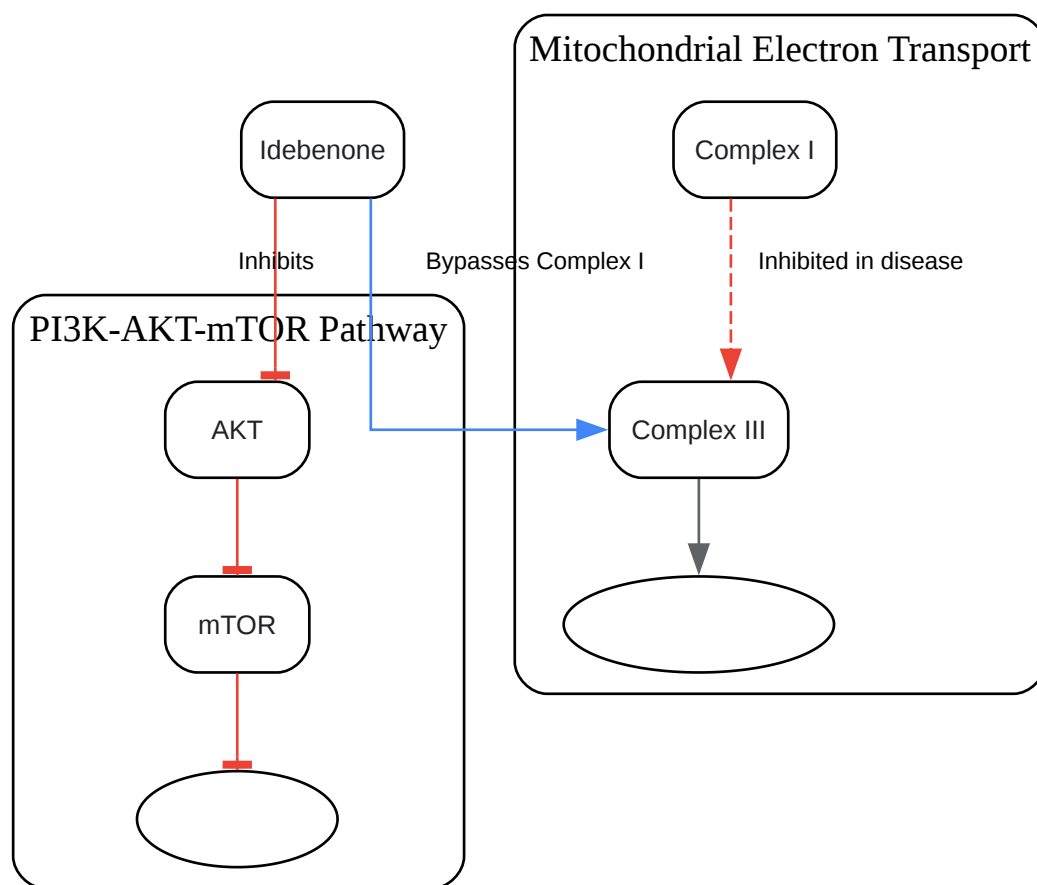 Mitochondrial Electron Transport
Idebenone
Complex I
Inhibits
Bypasses Complex I
Inhibited in disease
PI3K-AKT-mTOR Pathway
AKT
Complex III
mTOR